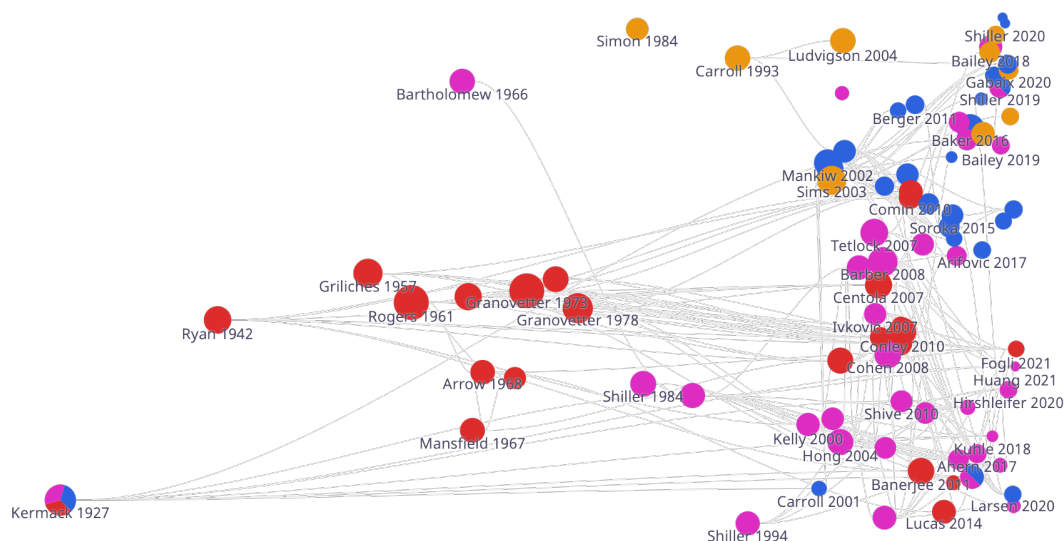 Simon 1984
Shiller 2020
Ludvigson 2004
Bailey 2018
Carroll 1993
Gabaix 2020
Bartholomew 1966
Shiller 2019
Berger 2011
Baker 2016
Bailey 2019
Mankiw 2002
Sims 2003
Comin 2010
Soroka 2015
Tetlock 2007
Arifovic 2017
Barber 2008
Griliches 1957
Centola 2007
Granovetter 1973
Rogers 1961
Granovetter 1978
Ivkovic 2007
Ryan 1942
Conley 2010
Fogli 2021
Cohen 2008
Huang 2021
Arrow 1968
Shiller 1984
Hirshleifer 2020
Shive 2010
Mansfield 1967
Kelly 2000
Kuhle 2018
Hong 2004
Ahern 2017
Banerjee 2011
Carroll 2001
Larsen 2020
Kermack 1927
Lucas 2014
Shiller 1994